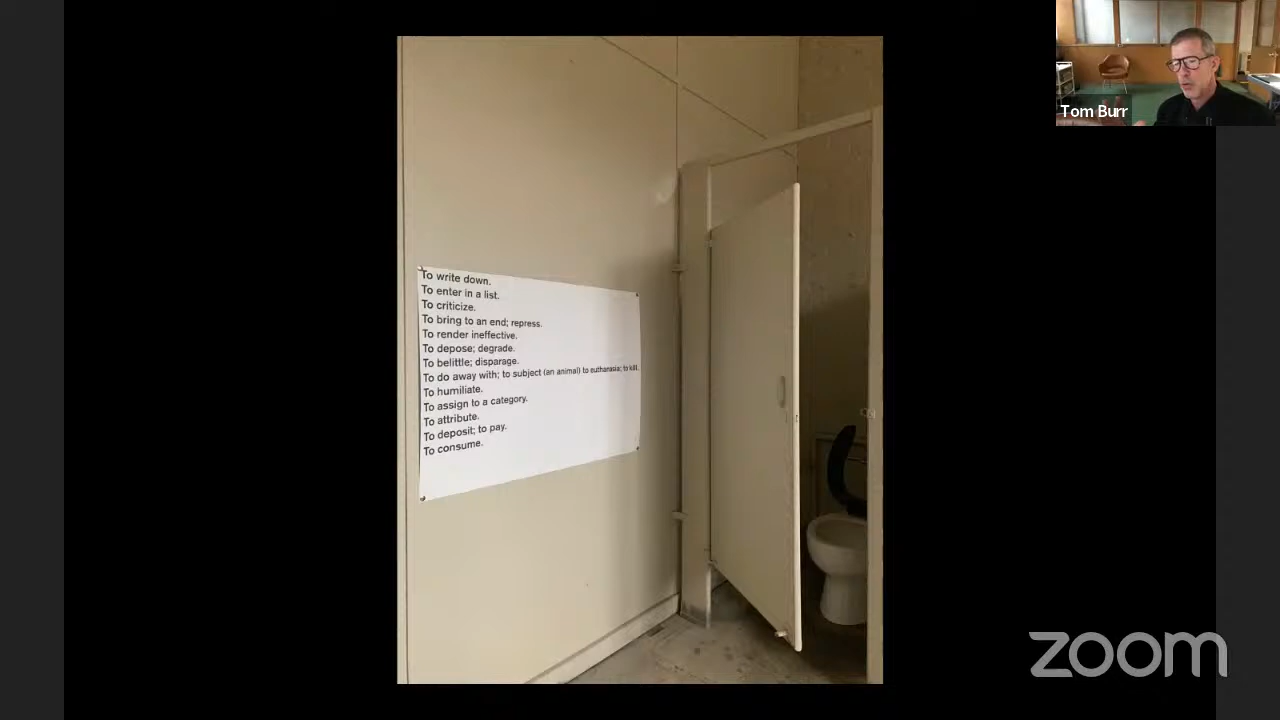 Tom Burr
To write down.
To enter in a list.
To criticize.
To bring to an end; repress.
To render ineffective.
To depose; degrade.
To belittle; disparage.
To do away with; to subject (an animal) to euthanasia; to kill.
To humiliate.
To assign to a category.
To attribute.
To deposit; to pay.
To consume.
zoom